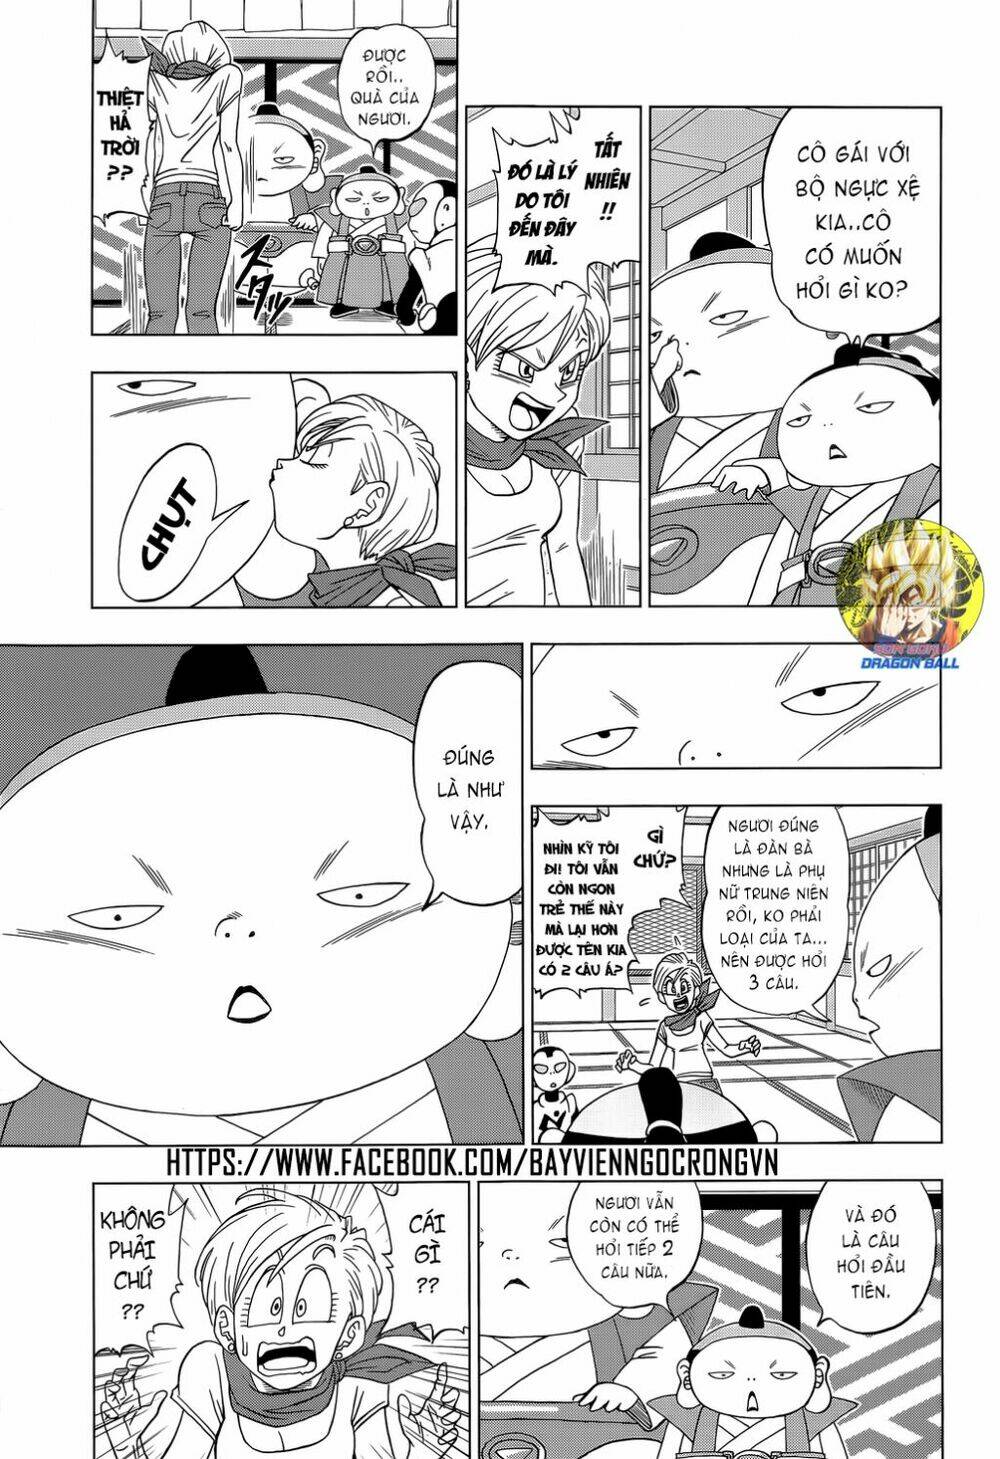 CÔ GÁI VỚI
BỘ NGỰC XỆ
KIA..CÔ
CÓ MUỐN
HỎI GÌ KO?
TẤT
NHIÊN
!!
ĐÓ LÀ LÝ
DO TÔI
ĐẾN ĐÂY
MÀ.
ĐƯỢC
RỒI..
QUÀ CỦA
NGƯƠI.
THIỆT
HẢ
TRỜI
??
CHỤT
SON GOKU
DRAGON BALL
ĐÚNG
LÀ NHƯ
VẬY.
NGƯƠI ĐÚNG
LÀ ĐÀN BÀ
NHƯNG LÀ PHỤ
NỮ TRUNG NIÊN
RỒI, KO PHẢI
LOẠI CỦA TA...
NÊN ĐƯỢC HỎI
3 CÂU.
GÌ
CHỨ?
NHÌN KỸ TÔI
ĐI! TÔI VẪN
CÒN NGON
TRẺ THẾ NÀY
MÀ LẠI HƠN
ĐƯỢC TÊN KIA
CÓ 2 CÂU Á?
HTTPS://WWW.FACEBOOK.COM/BAYVIENNGOCRONGVN
VÀ ĐÓ
LÀ CÂU
HỎI ĐẦU
TIÊN.
NGƯƠI VẪN
CÒN CÓ THỂ
HỎI TIẾP 2
CÂU NỮA.
CÁI
GÌ
??
KHÔNG
PHẢI
CHỨ
??